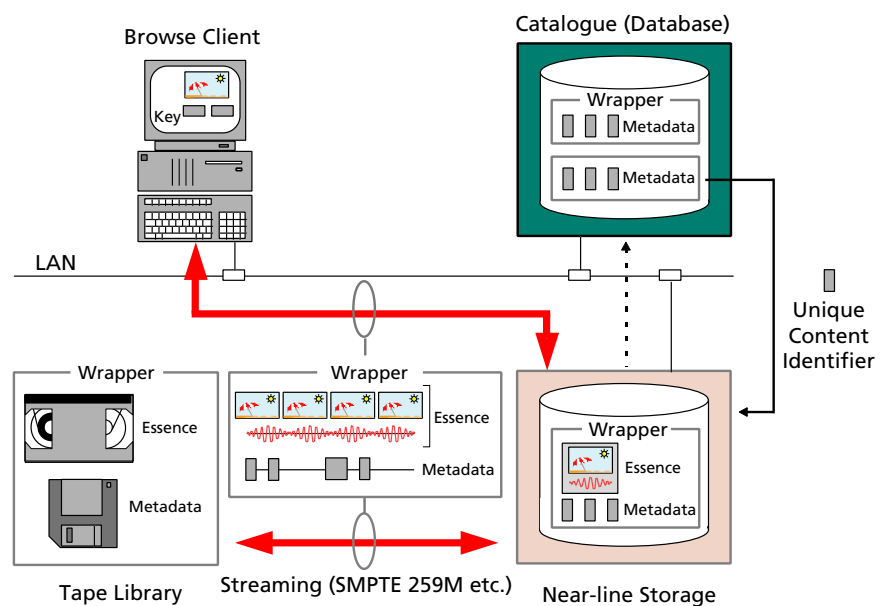 Browse Client
Key
Catalogue (Database)
Wrapper
Metadata
Metadata
LAN
Unique
Content
Identifier
Wrapper
Essence
Metadata
Tape Library
Wrapper
Essence
Metadata
Streaming (SMPTE 259M etc.)
Wrapper
Essence
Metadata
Near-line Storage